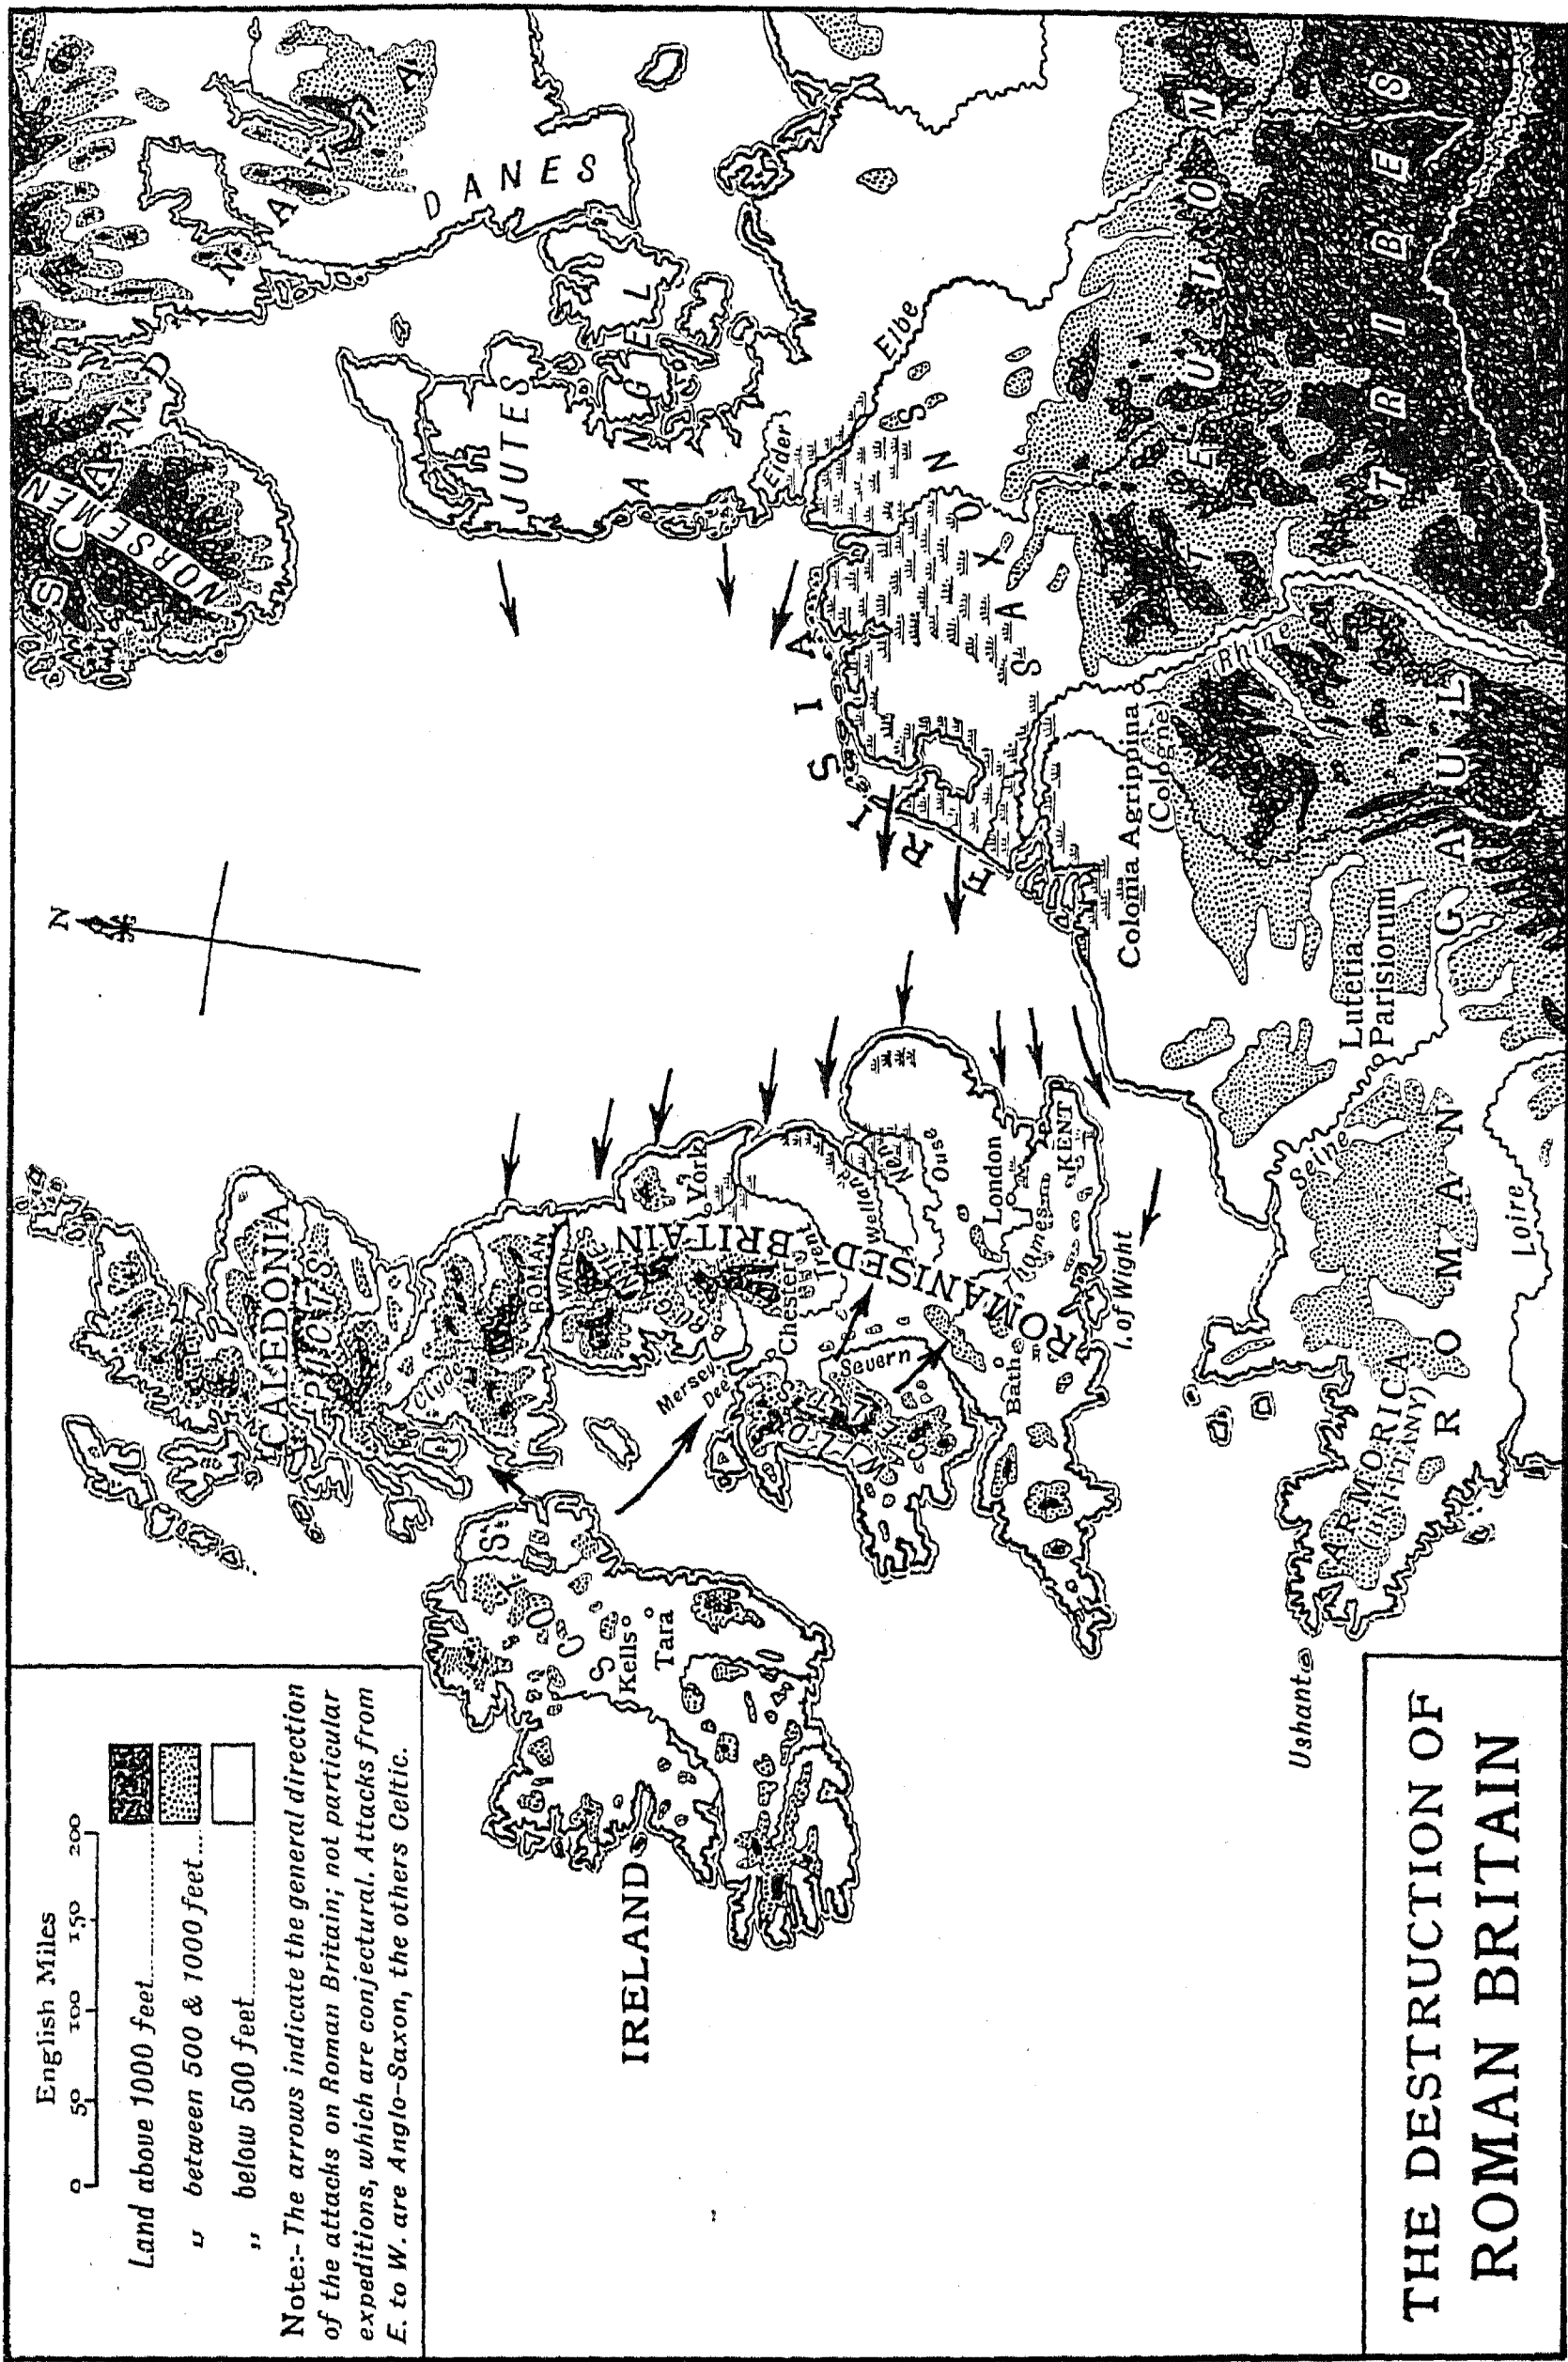 English Miles
0 50 100 150 200
Land above 1000 feet
„ between 500 & 1000 feet
„ below 500 feet
Note:- The arrows indicate the general direction
of the attacks on Roman Britain; not particular
expeditions, which are conjectural. Attacks from
E. to W. are Anglo-Saxon, the others Celtic.
N
SCANDINAVIA
NORSEMEN
DANES
JUTES
ANGEL
Eider
Elbe
SAXONS
FRISIA
TEUTON
TRIBES
Rhine
Colonia Agrippina
(Cologne)
CALEDONIA
PICTS
Clyde
ROMAN
WALL
York
ROMANISED
BRITAIN
Mersey
Dee
Chester
Trent
Welland
Nen
Ouse
Severn
London
Thames
KENT
Bath
I. of Wight
SCOTS
Kells
Tara
IRELAND
Ushant
ARMORICA
(BRITTANY)
Seine
Loire
Lutetia
Parisiorum
ROMAN GAUL
THE DESTRUCTION OF
ROMAN BRITAIN